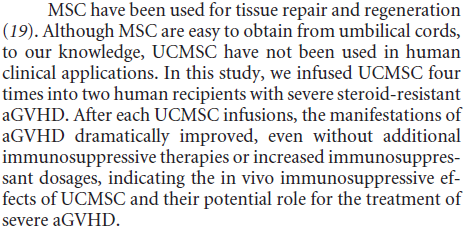 MSC have been used for tissue repair and regeneration
(19). Although MSC are easy to obtain from umbilical cords,
to our knowledge, UCMSC have not been used in human
clinical applications. In this study, we infused UCMSC four
times into two human recipients with severe steroid-resistant
aGVHD. After each UCMSC infusions, the manifestations of
aGVHD dramatically improved, even without additional
immunosuppressive therapies or increased immunosuppres-
sant dosages, indicating the in vivo immunosuppressive ef-
fects of UCMSC and their potential role for the treatment of
severe aGVHD.